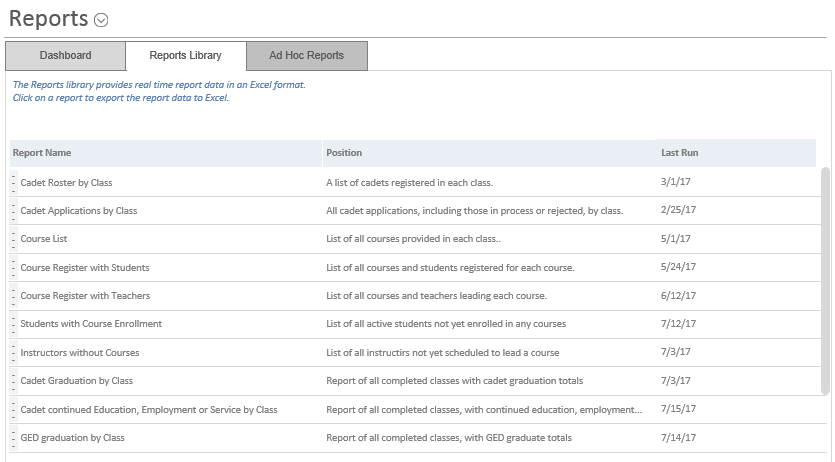 Reports
Dashboard Reports Library Ad Hoc Reports
The Reports library provides real time report data in an Excel format.
Click on a report to export the report data to Excel.
Report Name Position Last Run
Cadet Roster by Class A list of cadets registered in each class. 3/1/17
Cadet Applications by Class All cadet applications, including those in process or rejected, by class. 2/25/17
Course List List of all courses provided in each class.. 5/1/17
Course Register with Students List of all courses and students registered for each course. 5/24/17
Course Register with Teachers List of all courses and teachers leading each course. 6/12/17
Students with Course Enrollment List of all active students not yet enrolled in any courses 7/12/17
Instructors without Courses List of all instructirs not yet scheduled to lead a course 7/3/17
Cadet Graduation by Class Report of all completed classes with cadet graduation totals 7/3/17
Cadet continued Education, Employment or Service by Class Report of all completed classes, with continued education, employment... 7/15/17
GED graduation by Class Report of all completed classes, with GED graduate totals 7/14/17